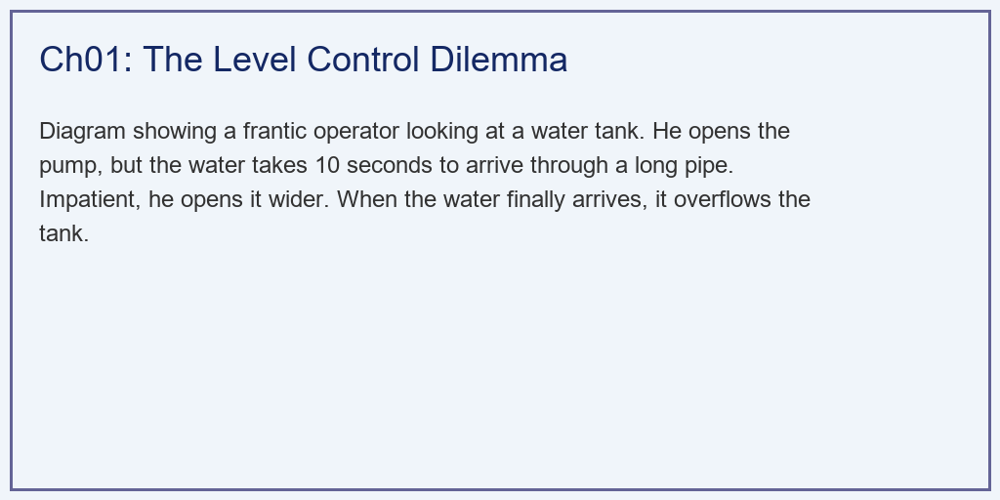 Ch01: The Level Control Dilemma
Diagram showing a frantic operator looking at a water tank. He opens the
pump, but the water takes 10 seconds to arrive through a long pipe.
Impatient, he opens it wider. When the water finally arrives, it overflows the
tank.